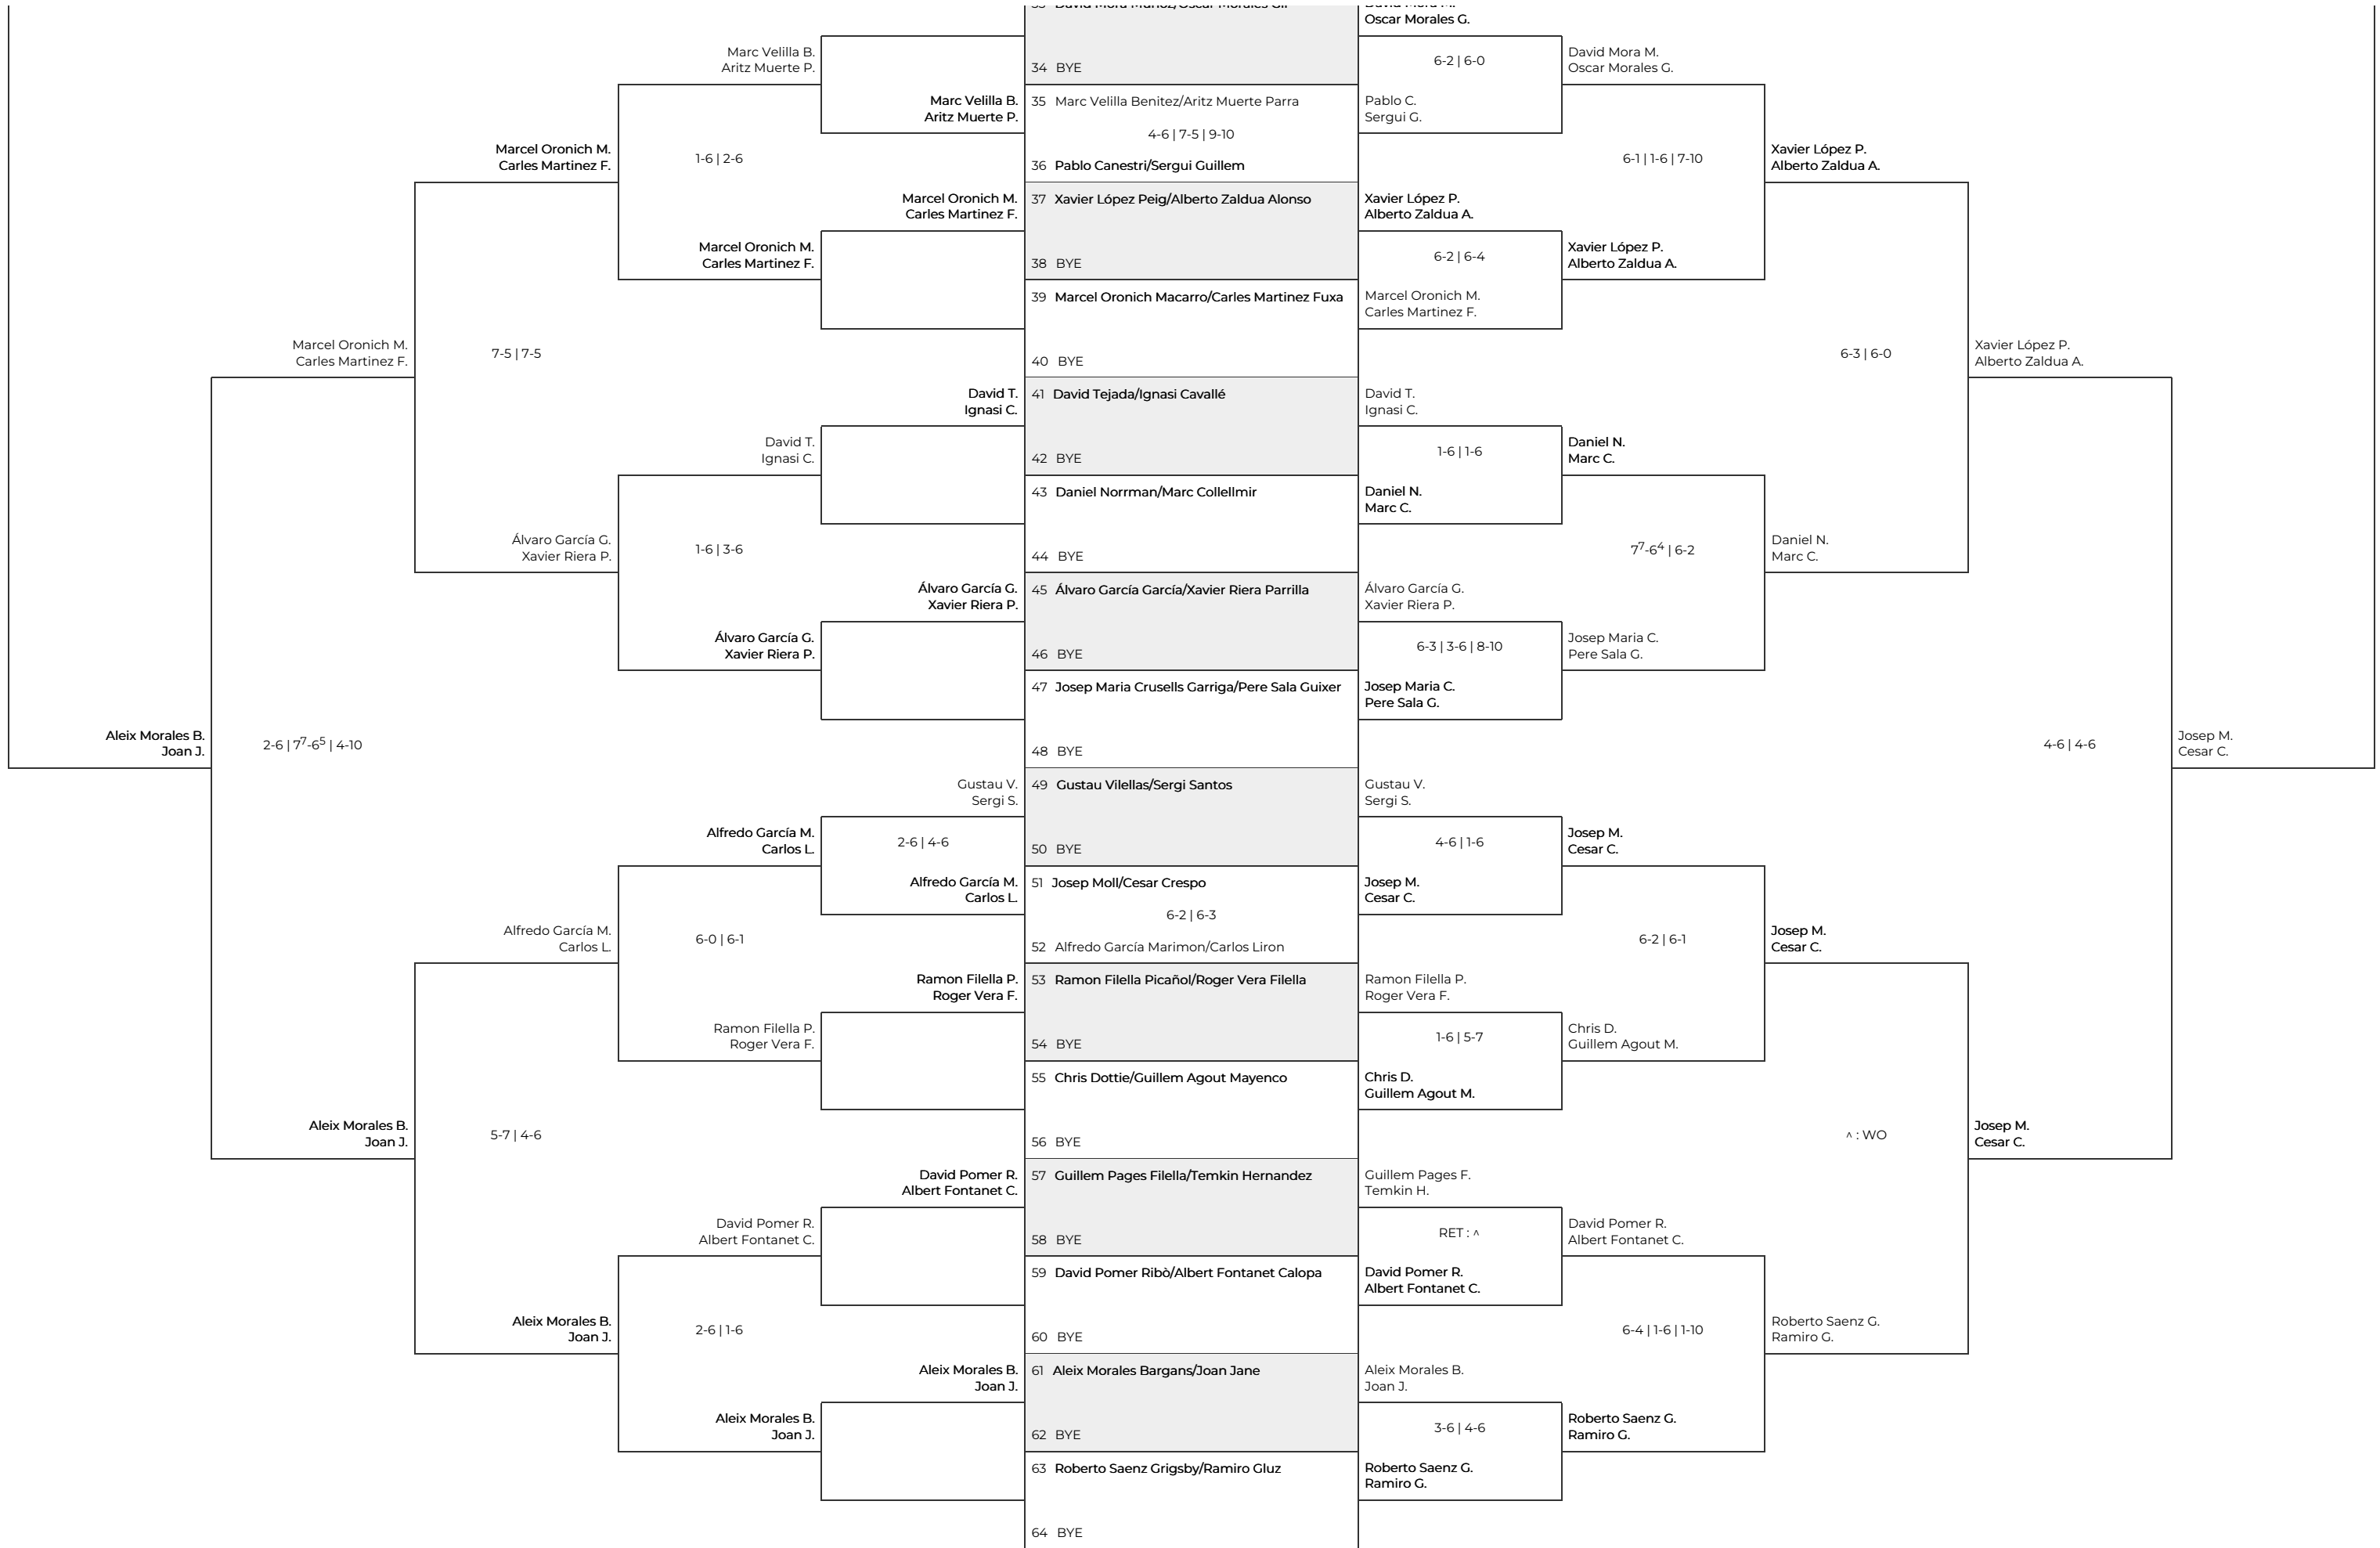 33 David Mora Muñoz/Oscar Morales Gil
David Mora M.
Oscar Morales G.
Marc Velilla B.
Aritz Muerte P.
34 BYE
6-2 | 6-0
David Mora M.
Oscar Morales G.
Marc Velilla B.
Aritz Muerte P.
35 Marc Velilla Benitez/Aritz Muerte Parra
Pablo C.
Sergui G.
4-6 | 7-5 | 9-10
Marcel Oronich M.
Carles Martinez F.
1-6 | 2-6
36 Pablo Canestri/Sergui Guillem
6-1 | 1-6 | 7-10
Xavier López P.
Alberto Zaldua A.
Marcel Oronich M.
Carles Martinez F.
37 Xavier López Peig/Alberto Zaldua Alonso
Xavier López P.
Alberto Zaldua A.
Marcel Oronich M.
Carles Martinez F.
38 BYE
6-2 | 6-4
Xavier López P.
Alberto Zaldua A.
39 Marcel Oronich Macarro/Carles Martinez Fuxa
Marcel Oronich M.
Carles Martinez F.
Marcel Oronich M.
Carles Martinez F.
7-5 | 7-5
40 BYE
6-3 | 6-0
Xavier López P.
Alberto Zaldua A.
David T.
Ignasi C.
41 David Tejada/Ignasi Cavallé
David T.
Ignasi C.
David T.
Ignasi C.
42 BYE
1-6 | 1-6
Daniel N.
Marc C.
43 Daniel Norrman/Marc Collellmir
Daniel N.
Marc C.
Álvaro García G.
Xavier Riera P.
1-6 | 3-6
44 BYE
7⁷-6⁴ | 6-2
Daniel N.
Marc C.
Álvaro García G.
Xavier Riera P.
45 Álvaro García García/Xavier Riera Parrilla
Álvaro García G.
Xavier Riera P.
Álvaro García G.
Xavier Riera P.
46 BYE
6-3 | 3-6 | 8-10
Josep Maria C.
Pere Sala G.
47 Josep Maria Crusells Garriga/Pere Sala Guixer
Josep Maria C.
Pere Sala G.
Aleix Morales B.
Joan J.
2-6 | 7⁷-6⁵ | 4-10
48 BYE
4-6 | 4-6
Josep M.
Cesar C.
Gustau V.
Sergi S.
49 Gustau Vilellas/Sergi Santos
Gustau V.
Sergi S.
Alfredo García M.
Carlos L.
2-6 | 4-6
50 BYE
4-6 | 1-6
Josep M.
Cesar C.
Alfredo García M.
Carlos L.
51 Josep Moll/Cesar Crespo
Josep M.
Cesar C.
6-2 | 6-3
Alfredo García M.
Carlos L.
6-0 | 6-1
52 Alfredo García Marimon/Carlos Liron
6-2 | 6-1
Josep M.
Cesar C.
Ramon Filella P.
Roger Vera F.
53 Ramon Filella Picañol/Roger Vera Filella
Ramon Filella P.
Roger Vera F.
Ramon Filella P.
Roger Vera F.
54 BYE
1-6 | 5-7
Chris D.
Guillem Agout M.
55 Chris Dottie/Guillem Agout Mayenco
Chris D.
Guillem Agout M.
Aleix Morales B.
Joan J.
5-7 | 4-6
56 BYE
^ : WO
Josep M.
Cesar C.
David Pomer R.
Albert Fontanet C.
57 Guillem Pages Filella/Temkin Hernandez
Guillem Pages F.
Temkin H.
David Pomer R.
Albert Fontanet C.
58 BYE
RET : ^
David Pomer R.
Albert Fontanet C.
59 David Pomer Ribò/Albert Fontanet Calopa
David Pomer R.
Albert Fontanet C.
Aleix Morales B.
Joan J.
2-6 | 1-6
60 BYE
6-4 | 1-6 | 1-10
Roberto Saenz G.
Ramiro G.
Aleix Morales B.
Joan J.
61 Aleix Morales Bargans/Joan Jane
Aleix Morales B.
Joan J.
Aleix Morales B.
Joan J.
62 BYE
3-6 | 4-6
Roberto Saenz G.
Ramiro G.
63 Roberto Saenz Grigsby/Ramiro Gluz
Roberto Saenz G.
Ramiro G.
64 BYE